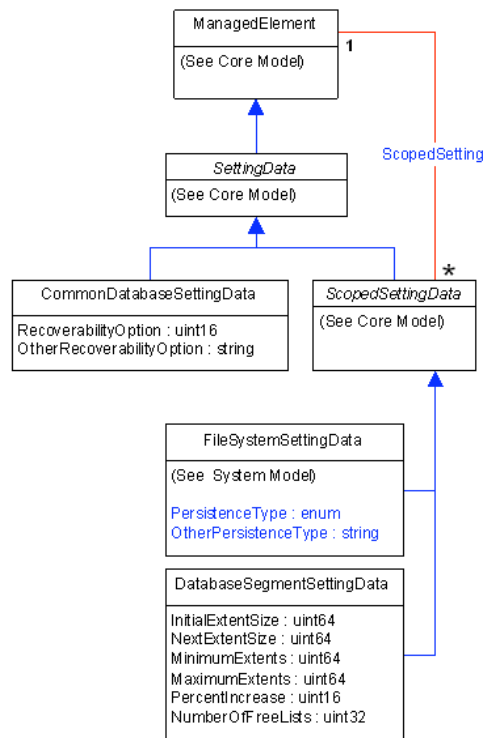 ManagedElement
(See Core Model)
1
ScopedSetting
SettingData
(See Core Model)
*
CommonDatabaseSettingData
RecoverabilityOption : uint16
OtherRecoverabilityOption : string
ScopedSettingData
(See Core Model)
FileSystemSettingData
(See System Model)
PersistenceType : enum
OtherPersistenceType : string
DatabaseSegmentSettingData
InitialExtentSize : uint64
NextExtentSize : uint64
MinimumExtents : uint64
MaximumExtents : uint64
PercentIncrease : uint16
NumberOfFreeLists : uint32